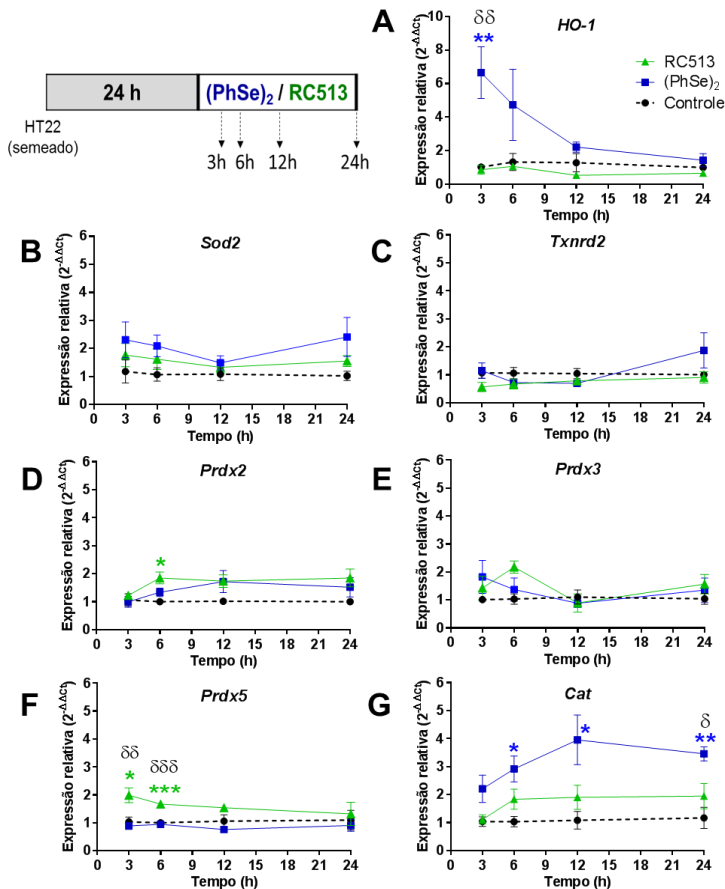 24 h
(PhSe)2 / RC513
HT22
(semeado)
3h 6h 12h 24h
A
HO-1
δδ
**
RC513
(PhSe)2
Controle
Expressão relativa (2-ΔΔCt)
10
8
6
4
2
0
0 3 6 9 12 15 18 21 24
Tempo (h)
B
Sod2
Expressão relativa (2-ΔΔCt)
6
5
4
3
2
1
0
0 3 6 9 12 15 18 21 24
Tempo (h)
C
Txnrd2
Expressão relativa (2-ΔΔCt)
6
5
4
3
2
1
0
0 3 6 9 12 15 18 21 24
Tempo (h)
D
Prdx2
*
Expressão relativa (2-ΔΔCt)
6
5
4
3
2
1
0
0 3 6 9 12 15 18 21 24
Tempo (h)
E
Prdx3
Expressão relativa (2-ΔΔCt)
6
5
4
3
2
1
0
0 3 6 9 12 15 18 21 24
Tempo (h)
F
Prdx5
δδ δδδ
* ***
Expressão relativa (2-ΔΔCt)
6
5
4
3
2
1
0
0 3 6 9 12 15 18 21 24
Tempo (h)
G
Cat
δ
* * **
Expressão relativa (2-ΔΔCt)
6
5
4
3
2
1
0
0 3 6 9 12 15 18 21 24
Tempo (h)